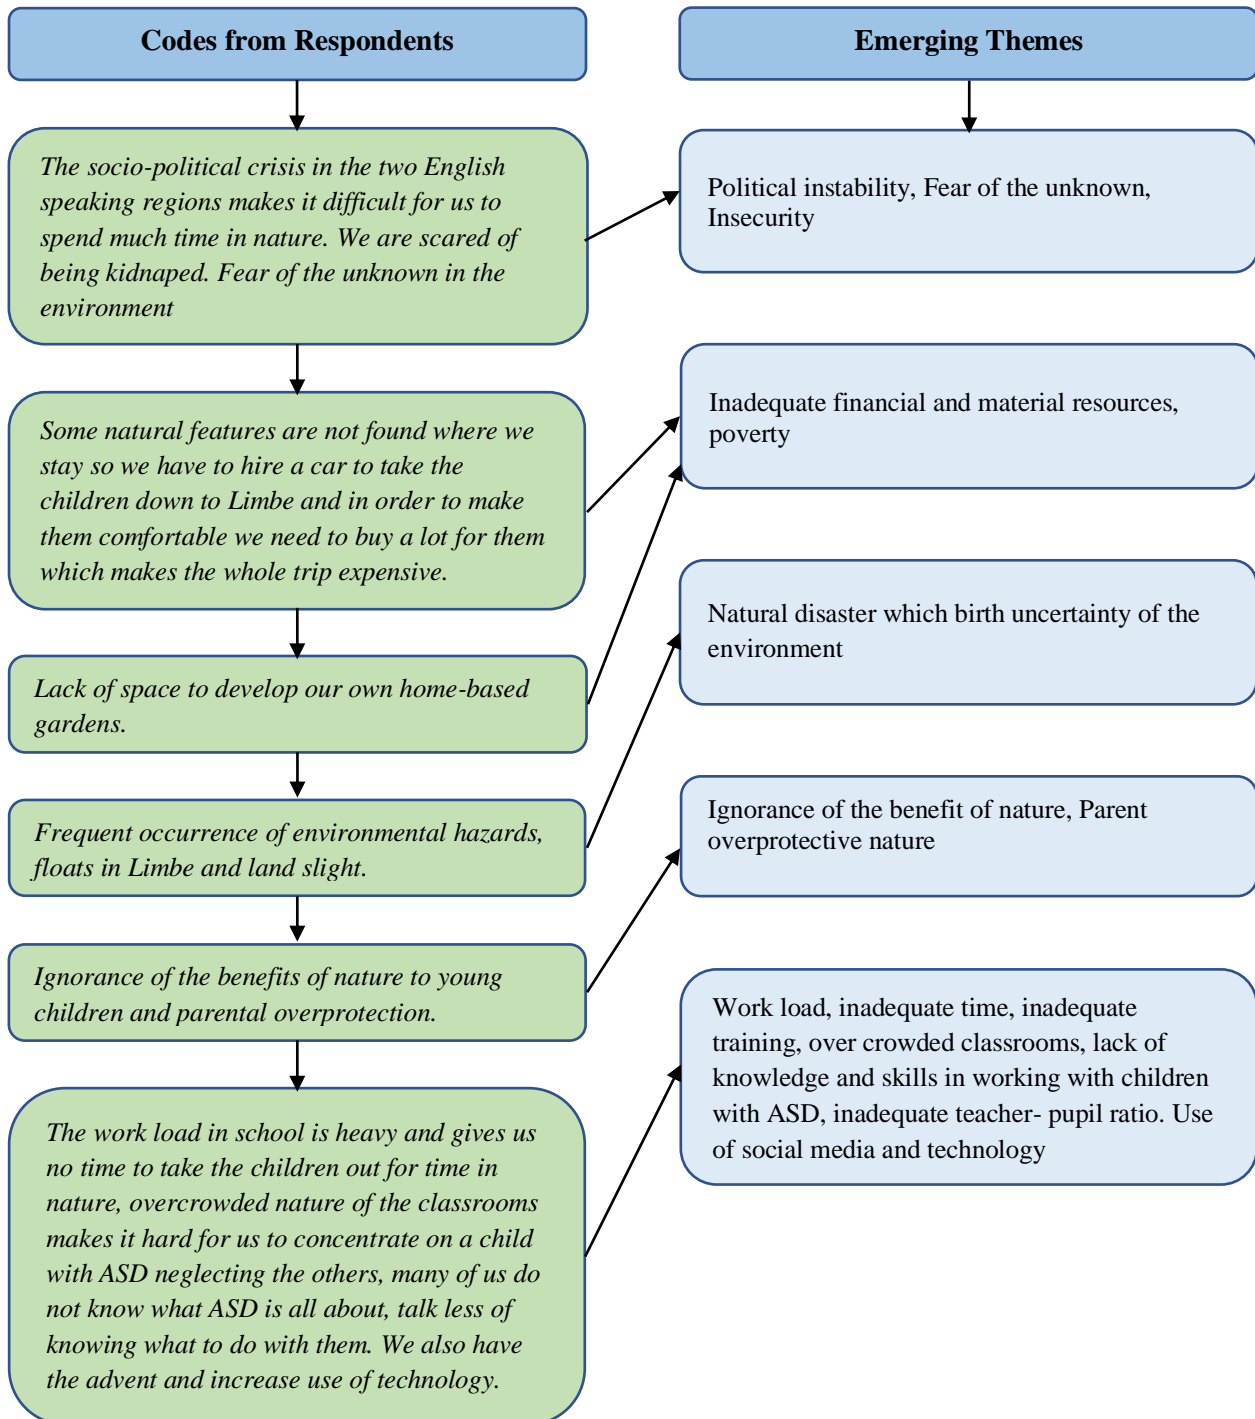 Codes from Respondents
Emerging Themes
The socio-political crisis in the two English
speaking regions makes it difficult for us to
spend much time in nature. We are scared of
being kidnaped. Fear of the unknown in the
environment
Political instability, Fear of the unknown,
Insecurity
Some natural features are not found where we
stay so we have to hire a car to take the
children down to Limbe and in order to make
them comfortable we need to buy a lot for them
which makes the whole trip expensive.
Inadequate financial and material resources,
poverty
Lack of space to develop our own home-based
gardens.
Natural disaster which birth uncertainty of the
environment
Frequent occurrence of environmental hazards,
floats in Limbe and land slight.
Ignorance of the benefit of nature, Parent
overprotective nature
Ignorance of the benefits of nature to young
children and parental overprotection.
Work load, inadequate time, inadequate
training, over crowded classrooms, lack of
knowledge and skills in working with children
with ASD, inadequate teacher- pupil ratio. Use
of social media and technology
The work load in school is heavy and gives us
no time to take the children out for time in
nature, overcrowded nature of the classrooms
makes it hard for us to concentrate on a child
with ASD neglecting the others, many of us do
not know what ASD is all about, talk less of
knowing what to do with them. We also have
the advent and increase use of technology.